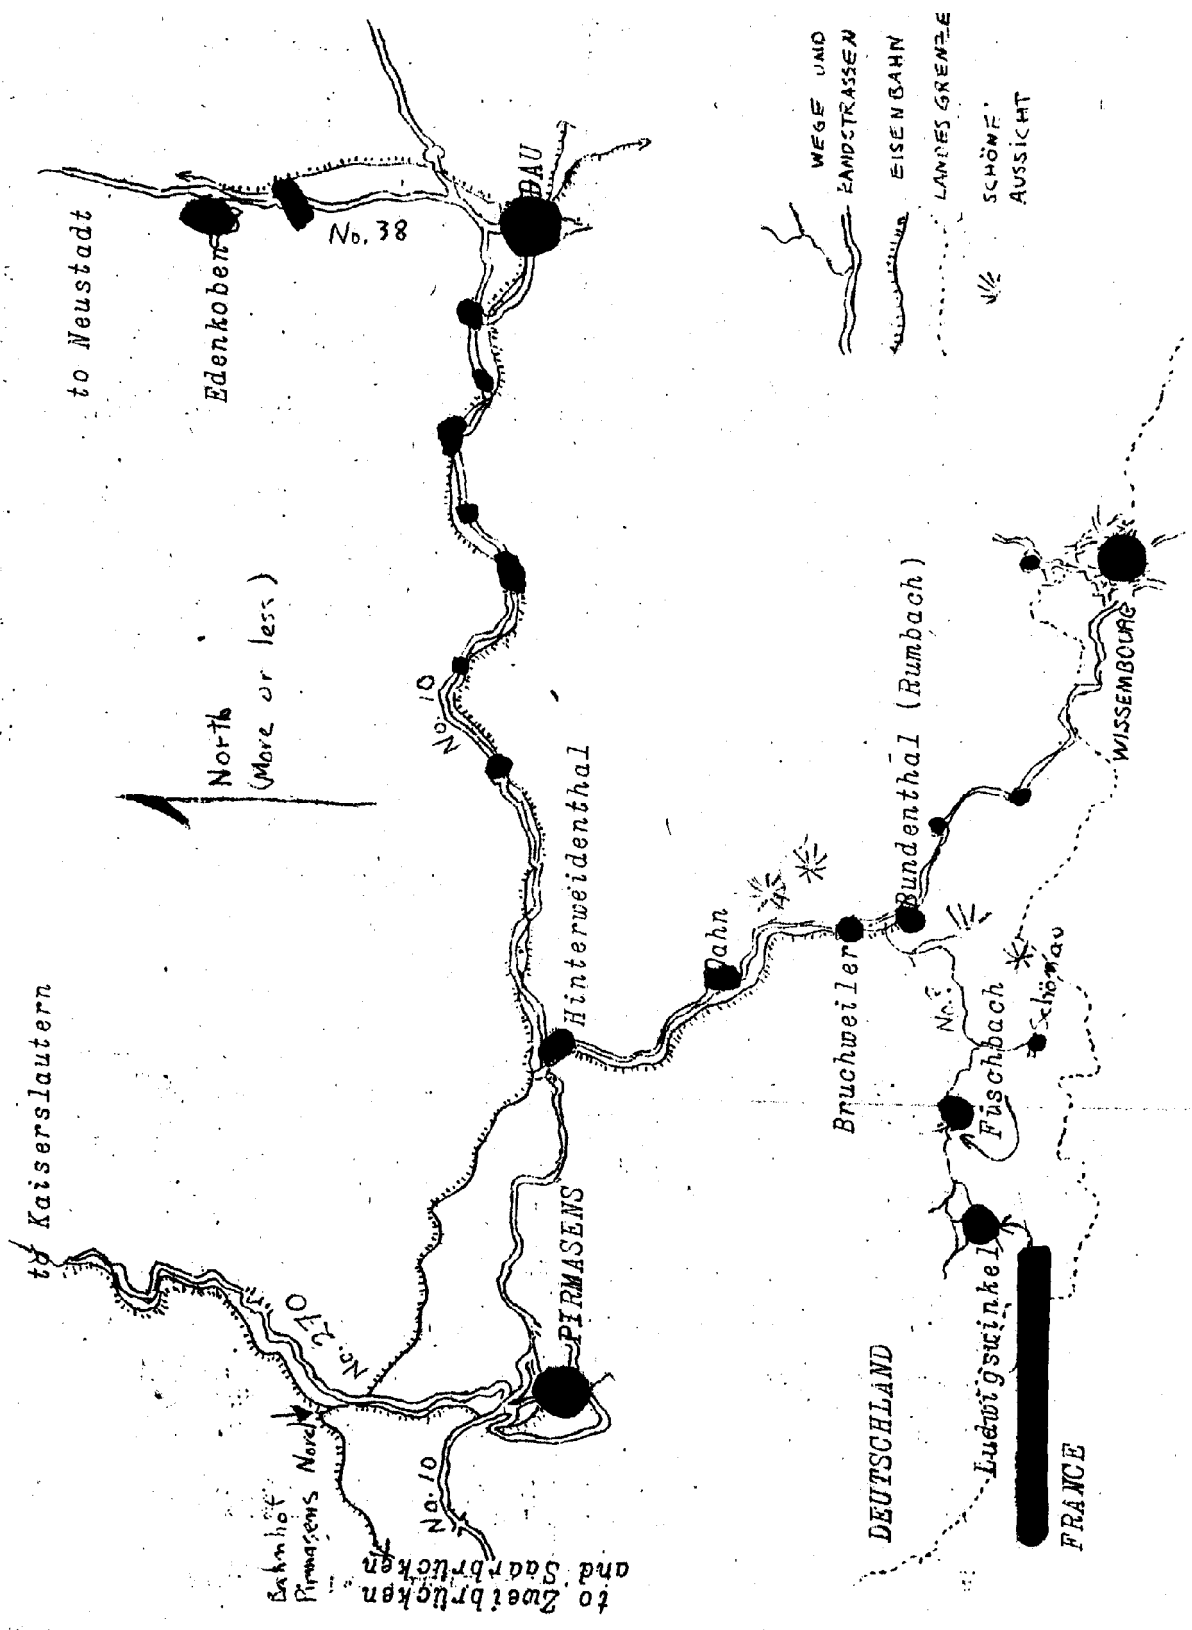 to Neustadt
Edenkoben
No. 38
DAU
WEGE UND
LANDSTRASSEN
EISENBAHN
LANDESGRENZE
SCHÖNE
AUSSICHT
North
(More or less)
No. 10
to Kaiserslautern
Hinterweidenthal
Dahn
Bruchweiler
Bundenthal (Rumbach)
WISSEMBOURG
Schönau
Fischbach
Ludwigswinkel
DEUTSCHLAND
FRANCE
PIRMASENS
No. 270
Bahnhof
Pirmasens Nord
No. 10
to Zweibrücken
and Saarbrücken